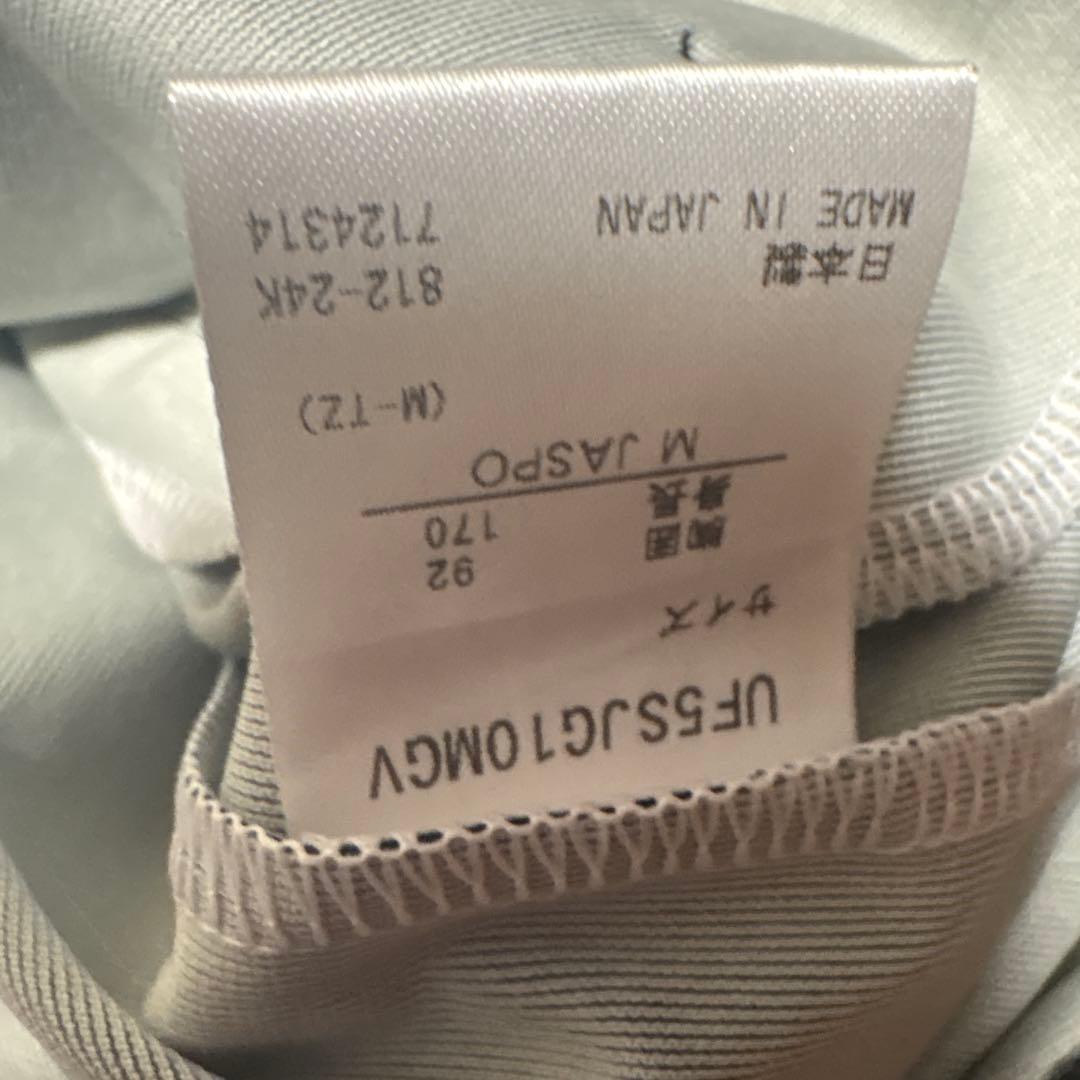 UF5SJG10MGV
サイズ
胸囲 92
身長 170
M JASPO
(M-TZ)
812-24K
日本製
7124314
MADE IN JAPAN